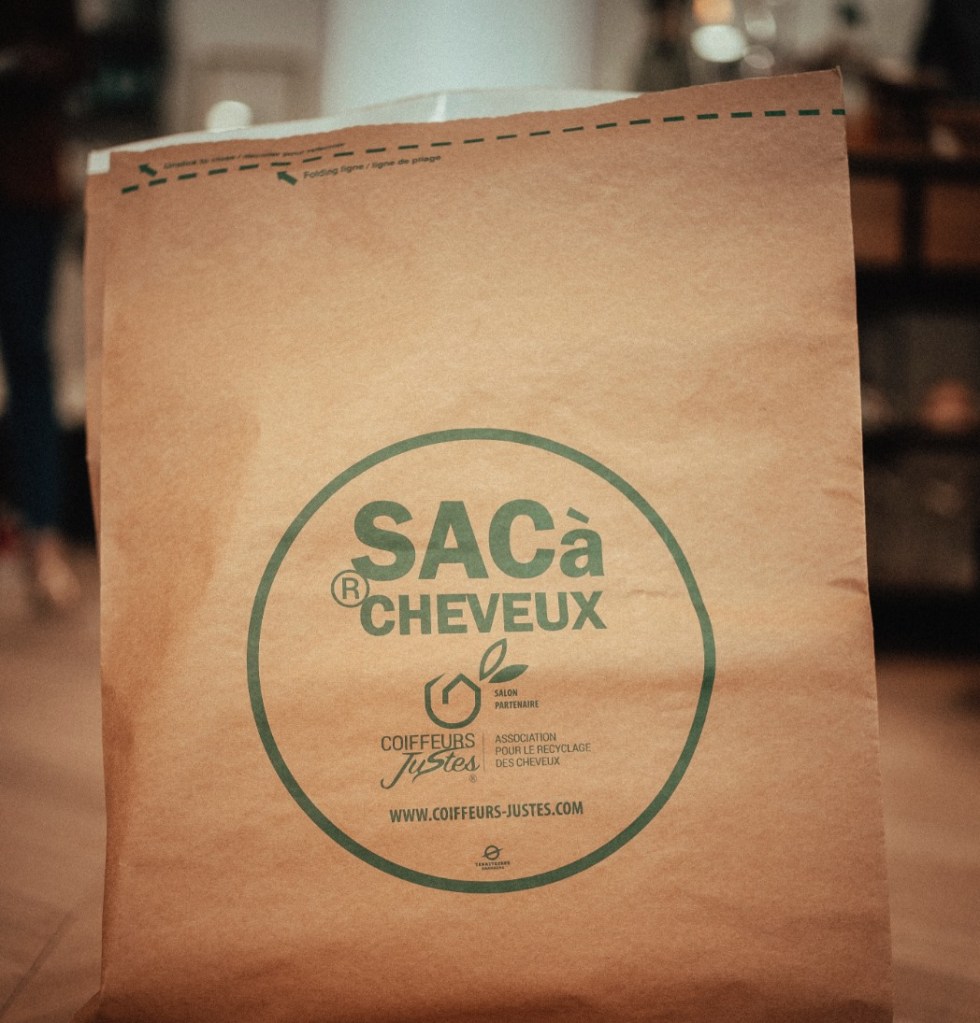 Folding ligne / ligne de pliage
SAC à
®
CHEVEUX
SALON
PARTENAIRE
COIFFEURS
JuStes
®
ASSOCIATION
POUR LE RECYCLAGE
DES CHEVEUX
WWW.COIFFEURS-JUSTES.COM